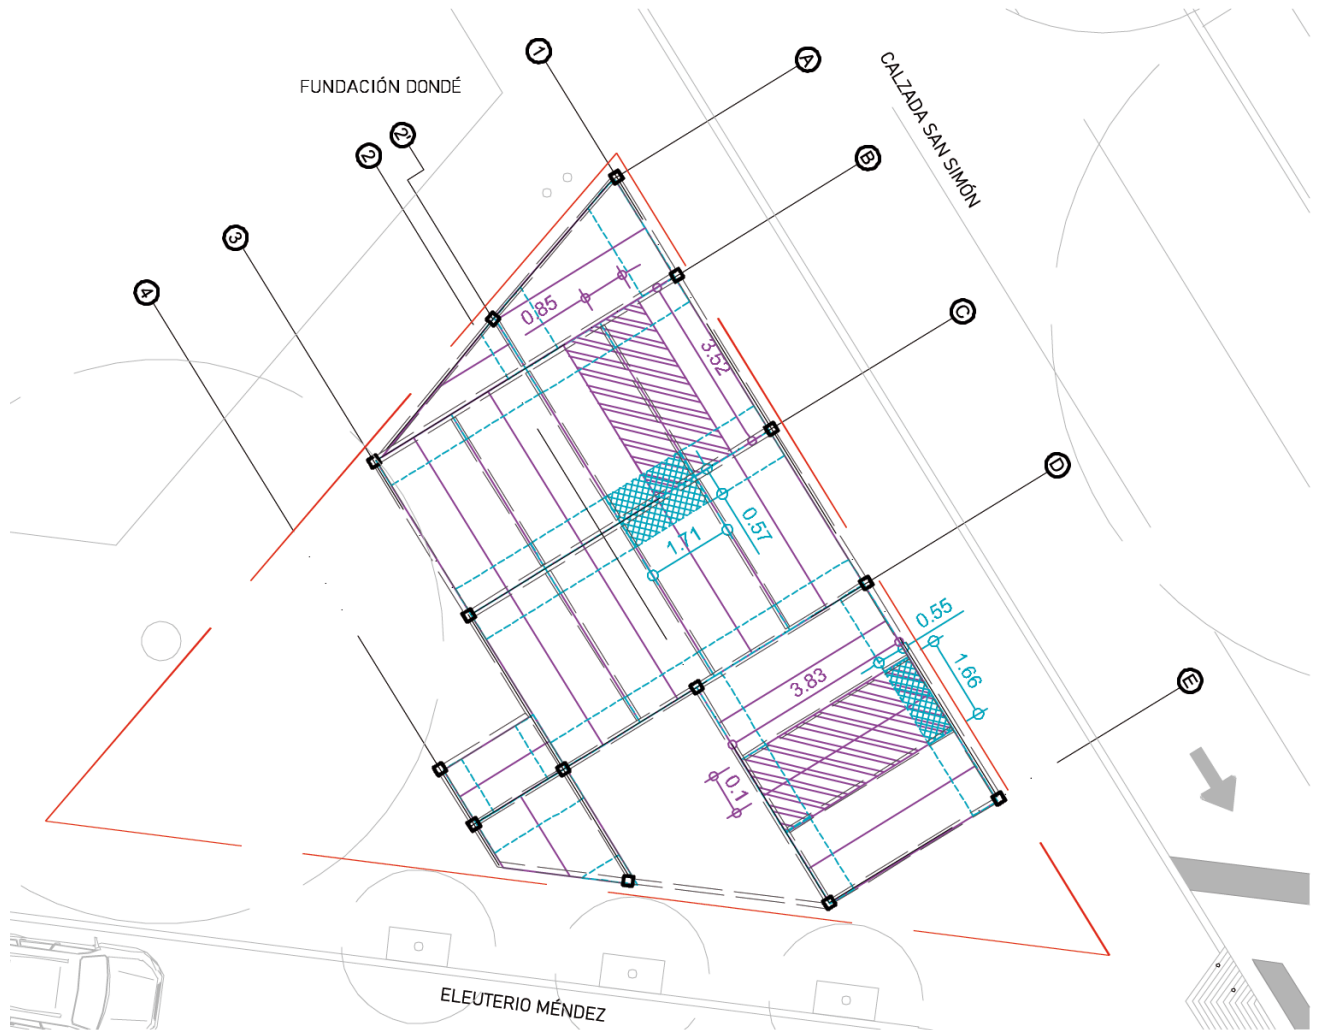 1
A
CALZADA SAN SIMÓN
FUNDACIÓN DONDÉ
2'
2
B
3
4
C
0.85
3.52
D
0.57
1.71
0.55
1.66
3.83
E
0.1
ELEUTERIO MÉNDEZ